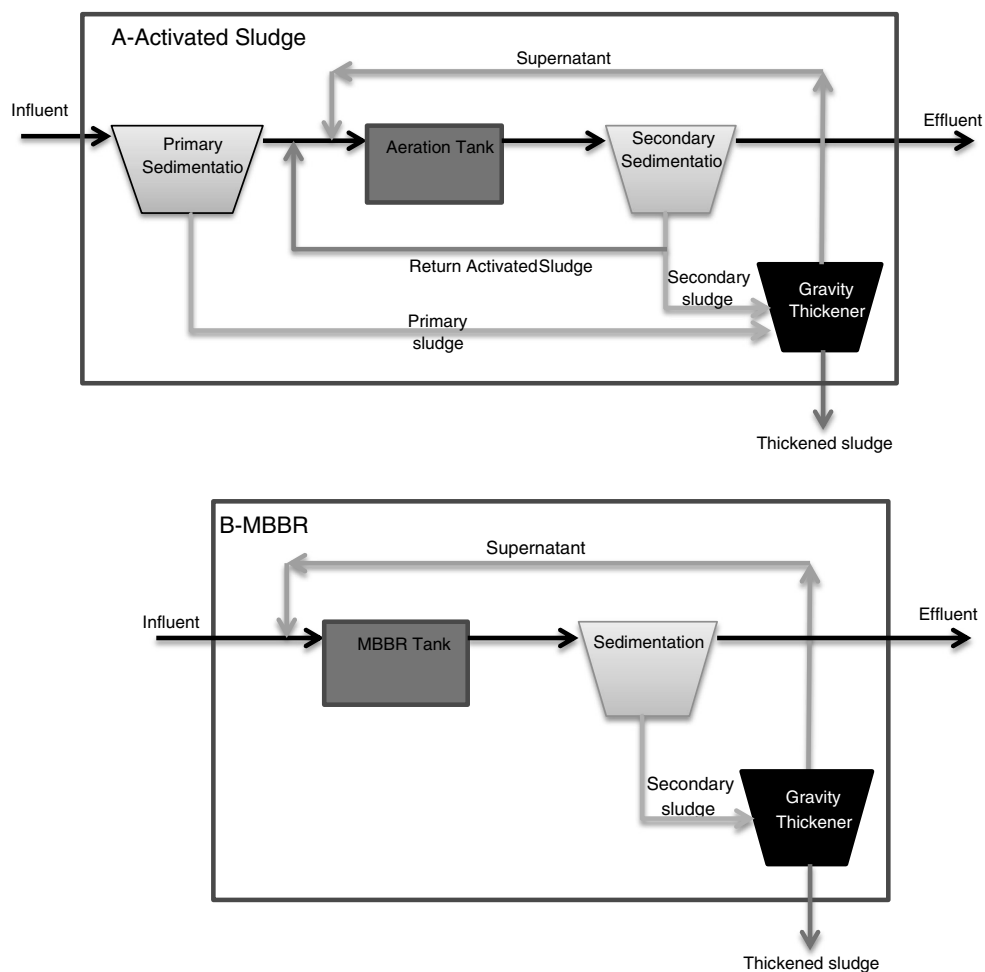 A-Activated Sludge
Supernatant
Influent
Effluent
Primary
Sedimentatio
Aeration Tank
Secondary
Sedimentatio
Return ActivatedSludge
Secondary
sludge
Gravity
Thickener
Primary
sludge
Thickened sludge
B-MBBR
Supernatant
Influent
Effluent
MBBR Tank
Sedimentation
Secondary
sludge
Gravity
Thickener
Thickened sludge